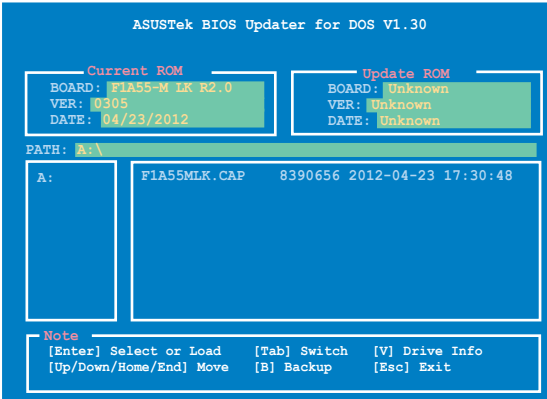 ASUSTek BIOS Updater for DOS V1.30
Current ROM
BOARD: F1A55-M LK R2.0
VER: 0305
DATE: 04/23/2012
Update ROM
BOARD: Unknown
VER: Unknown
DATE: Unknown
PATH: A:\
A:
F1A55MLK.CAP 8390656 2012-04-23 17:30:48
Note
[Enter] Select or Load [Tab] Switch [V] Drive Info
[Up/Down/Home/End] Move [B] Backup [Esc] Exit